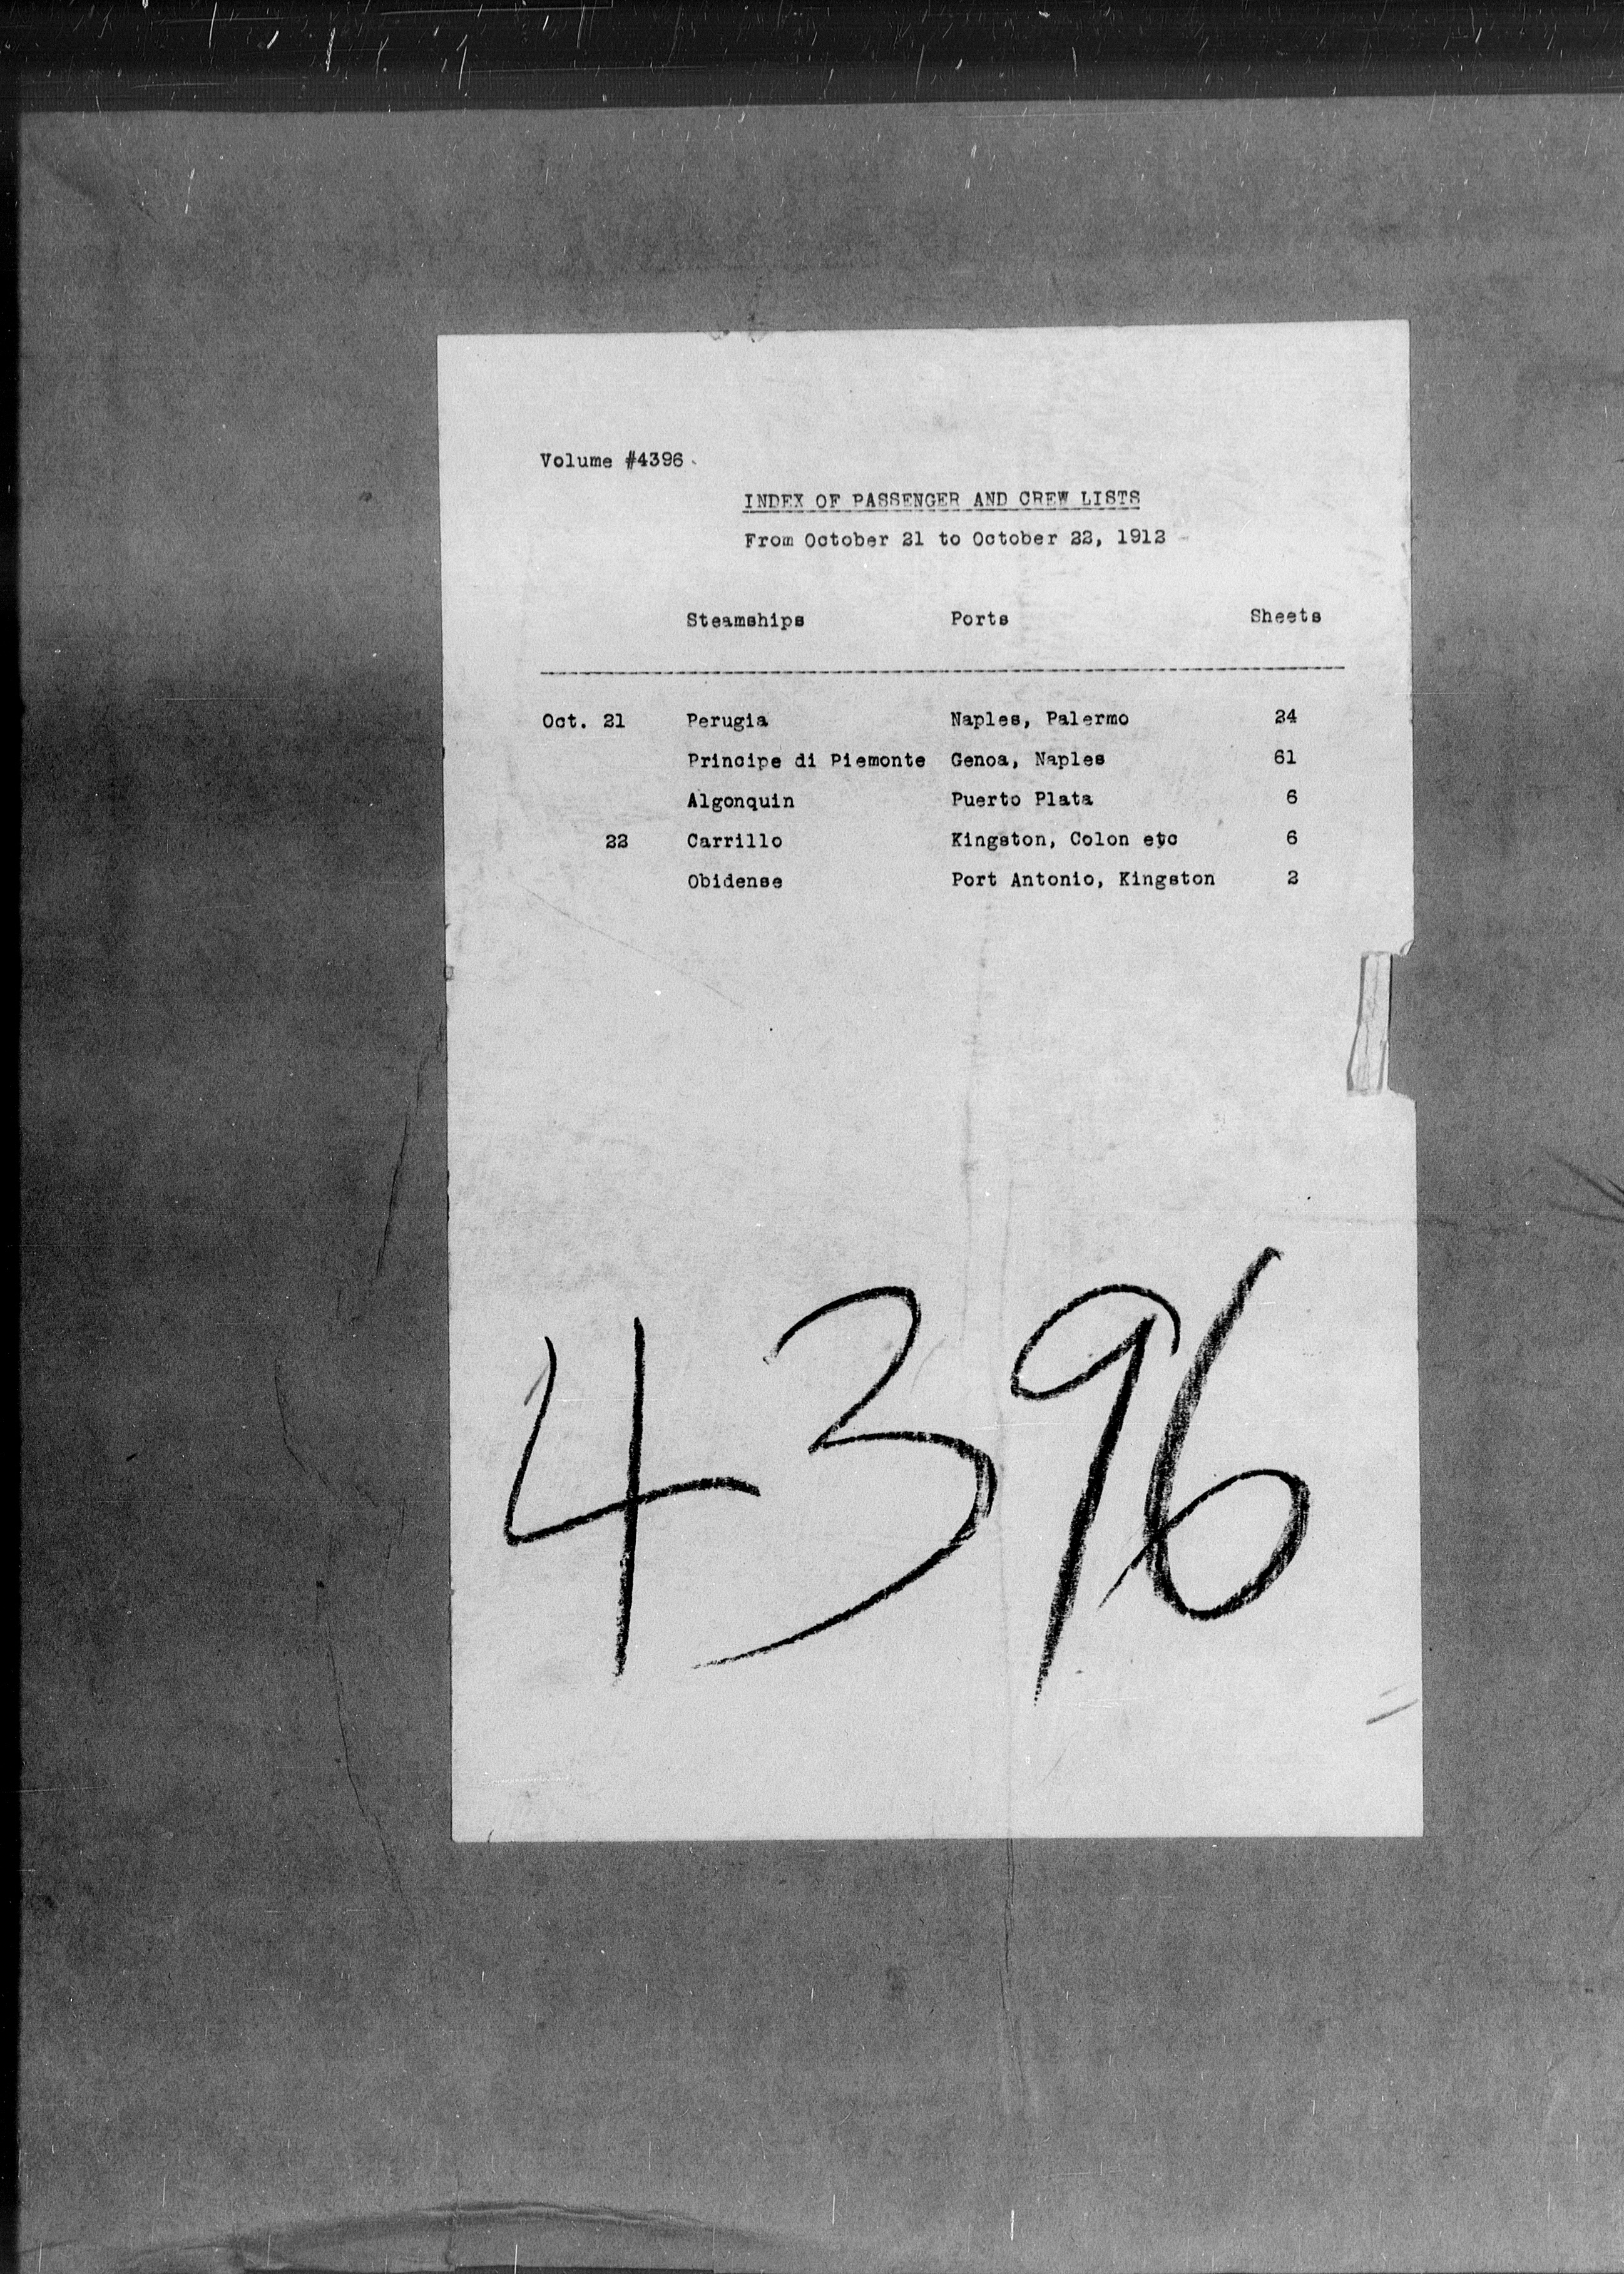 Volume #4396
INDEX OF PASSENGER AND CREW LISTS
From October 21 to October 22, 1912
Steamships Ports Sheets
Oct. 21 Perugia Naples, Palermo 24
Principe di Piemonte Genoa, Naples 61
Algonquin Puerto Plata 6
22 Carrillo Kingston, Colon etc 6
Obidense Port Antonio, Kingston 2
4396